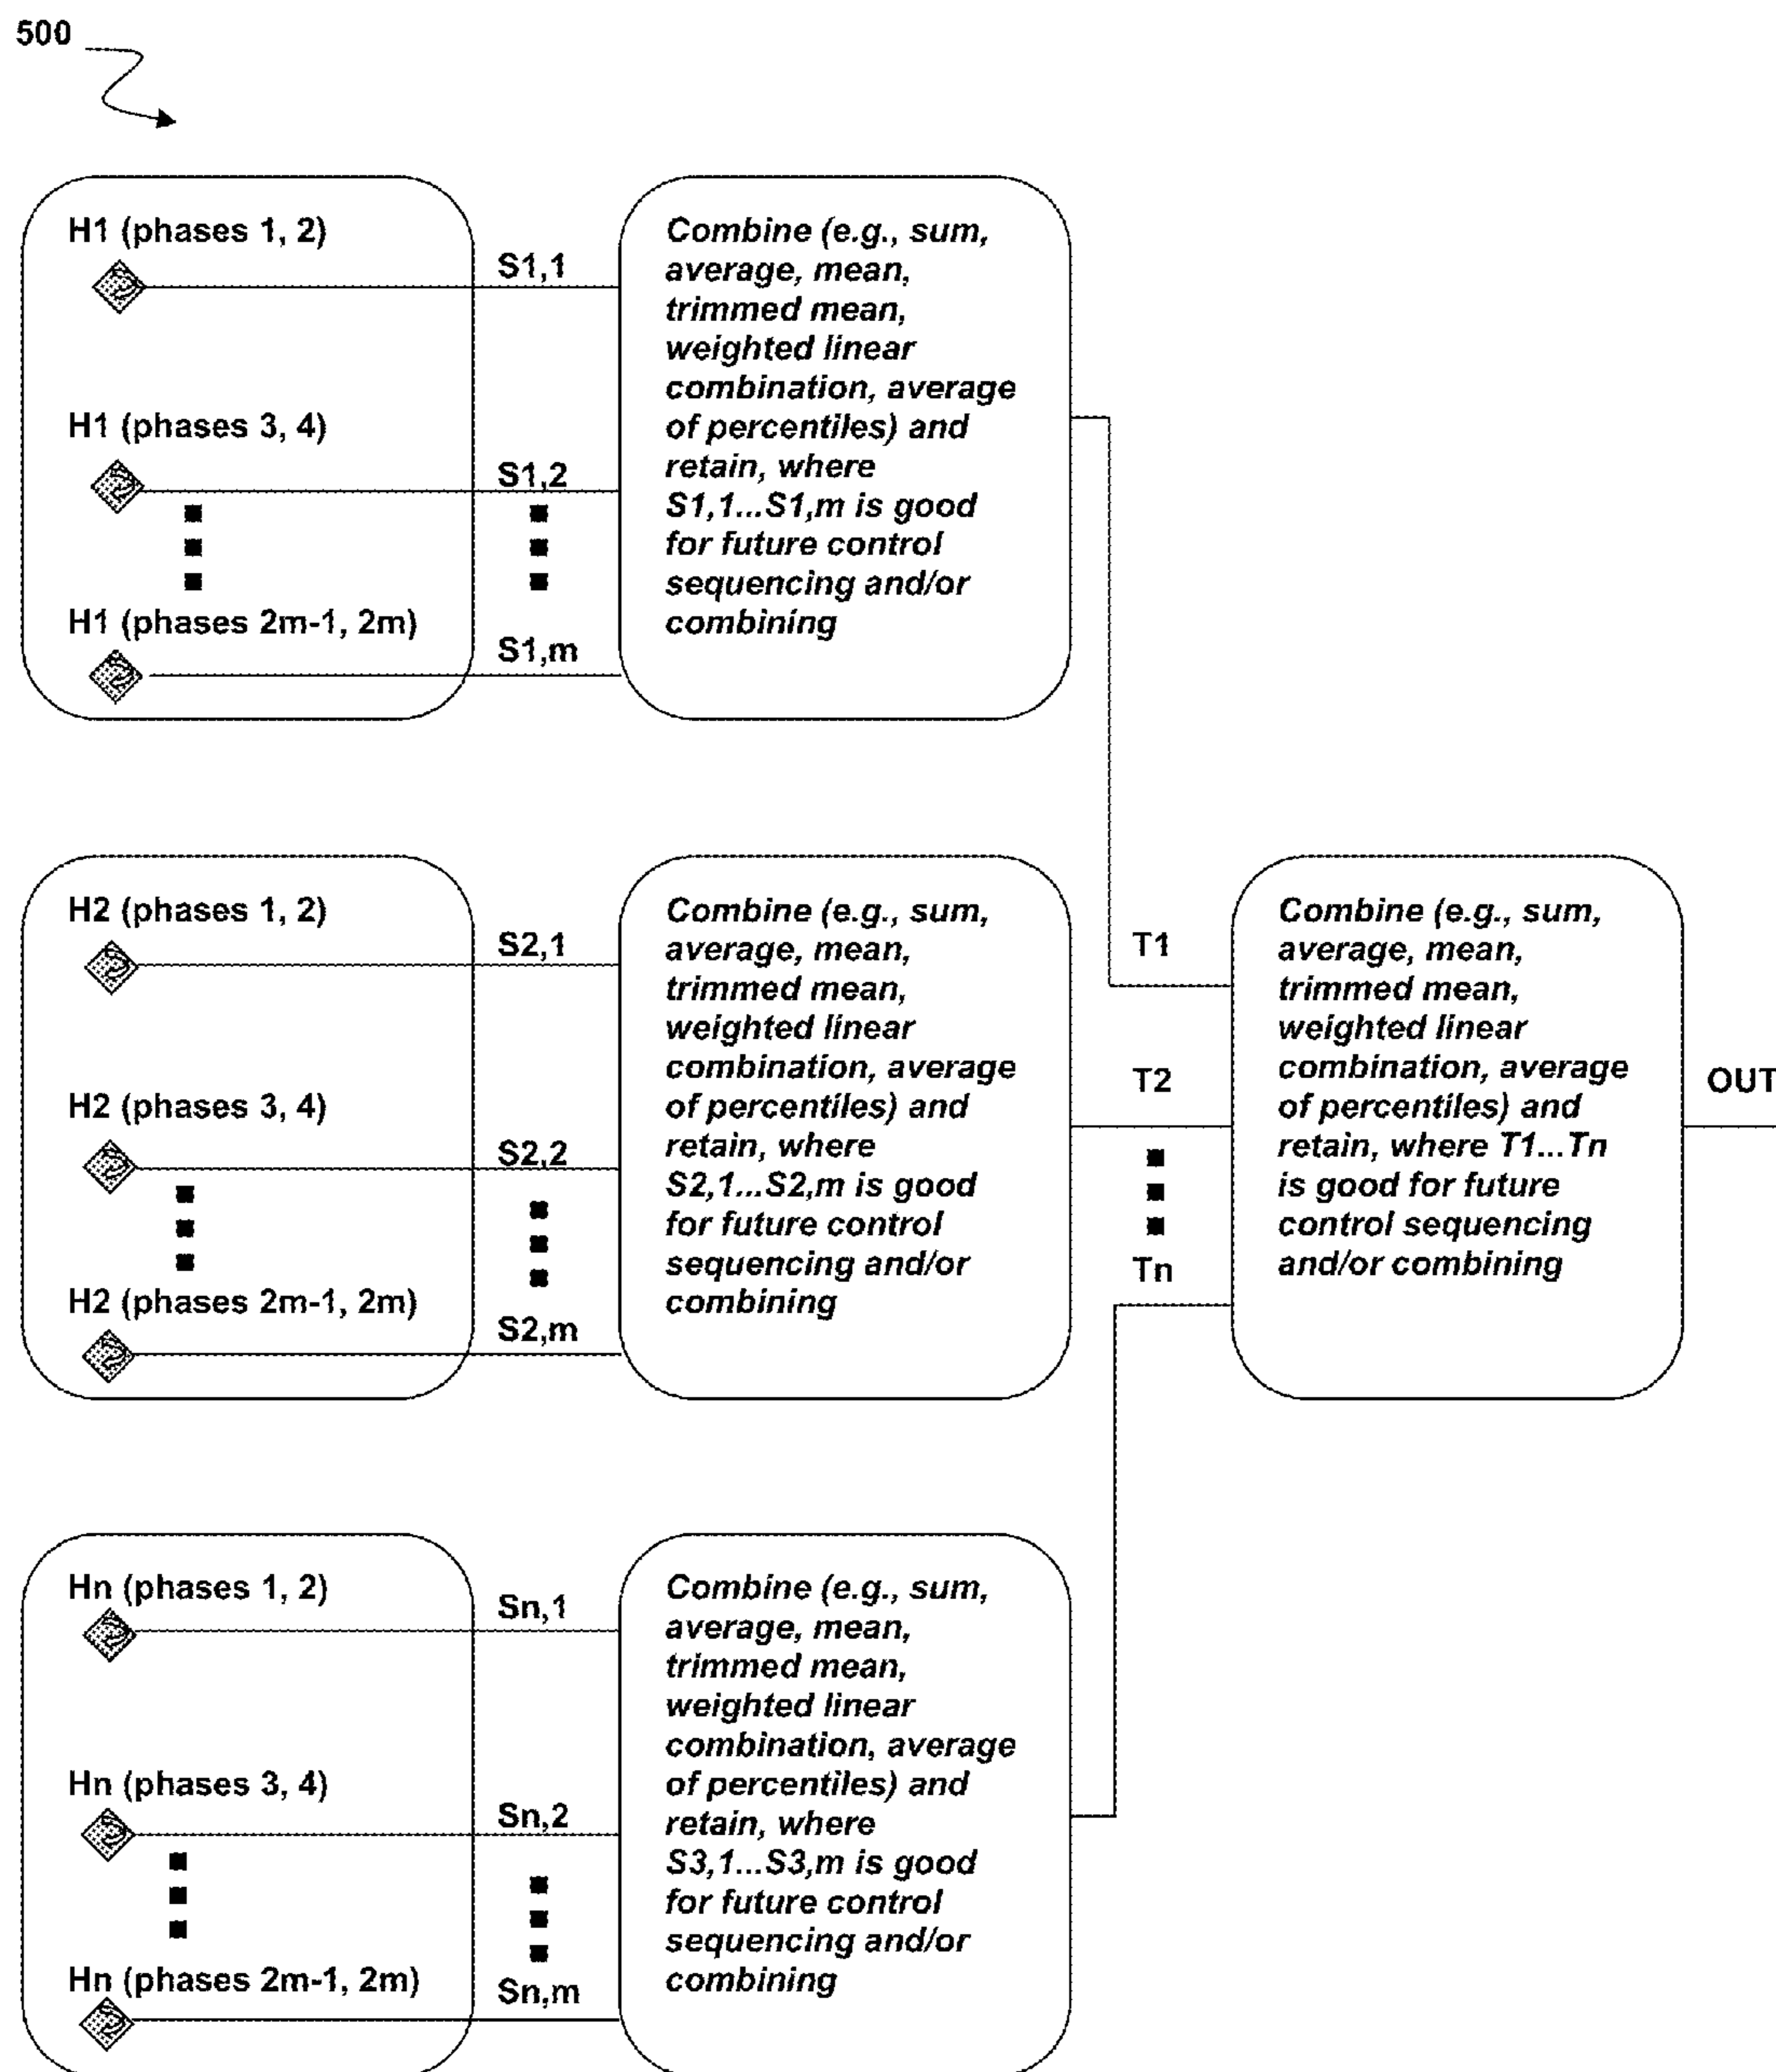 500
H1 (phases 1, 2)
S1,1
H1 (phases 3, 4)
S1,2
H1 (phases 2m-1, 2m)
S1,m
Combine (e.g., sum,
average, mean,
trimmed mean,
weighted linear
combination, average
of percentiles) and
retain, where
S1,1...S1,m is good
for future control
sequencing and/or
combining
H2 (phases 1, 2)
S2,1
H2 (phases 3, 4)
S2,2
H2 (phases 2m-1, 2m)
S2,m
Combine (e.g., sum,
average, mean,
trimmed mean,
weighted linear
combination, average
of percentiles) and
retain, where
S2,1...S2,m is good
for future control
sequencing and/or
combining
T1
T2
Tn
Combine (e.g., sum,
average, mean,
trimmed mean,
weighted linear
combination, average
of percentiles) and
retain, where T1...Tn
is good for future
control sequencing
and/or combining
OUT
Hn (phases 1, 2)
Sn,1
Hn (phases 3, 4)
Sn,2
Hn (phases 2m-1, 2m)
Sn,m
Combine (e.g., sum,
average, mean,
trimmed mean,
weighted linear
combination, average
of percentiles) and
retain, where
S3,1...S3,m is good
for future control
sequencing and/or
combining